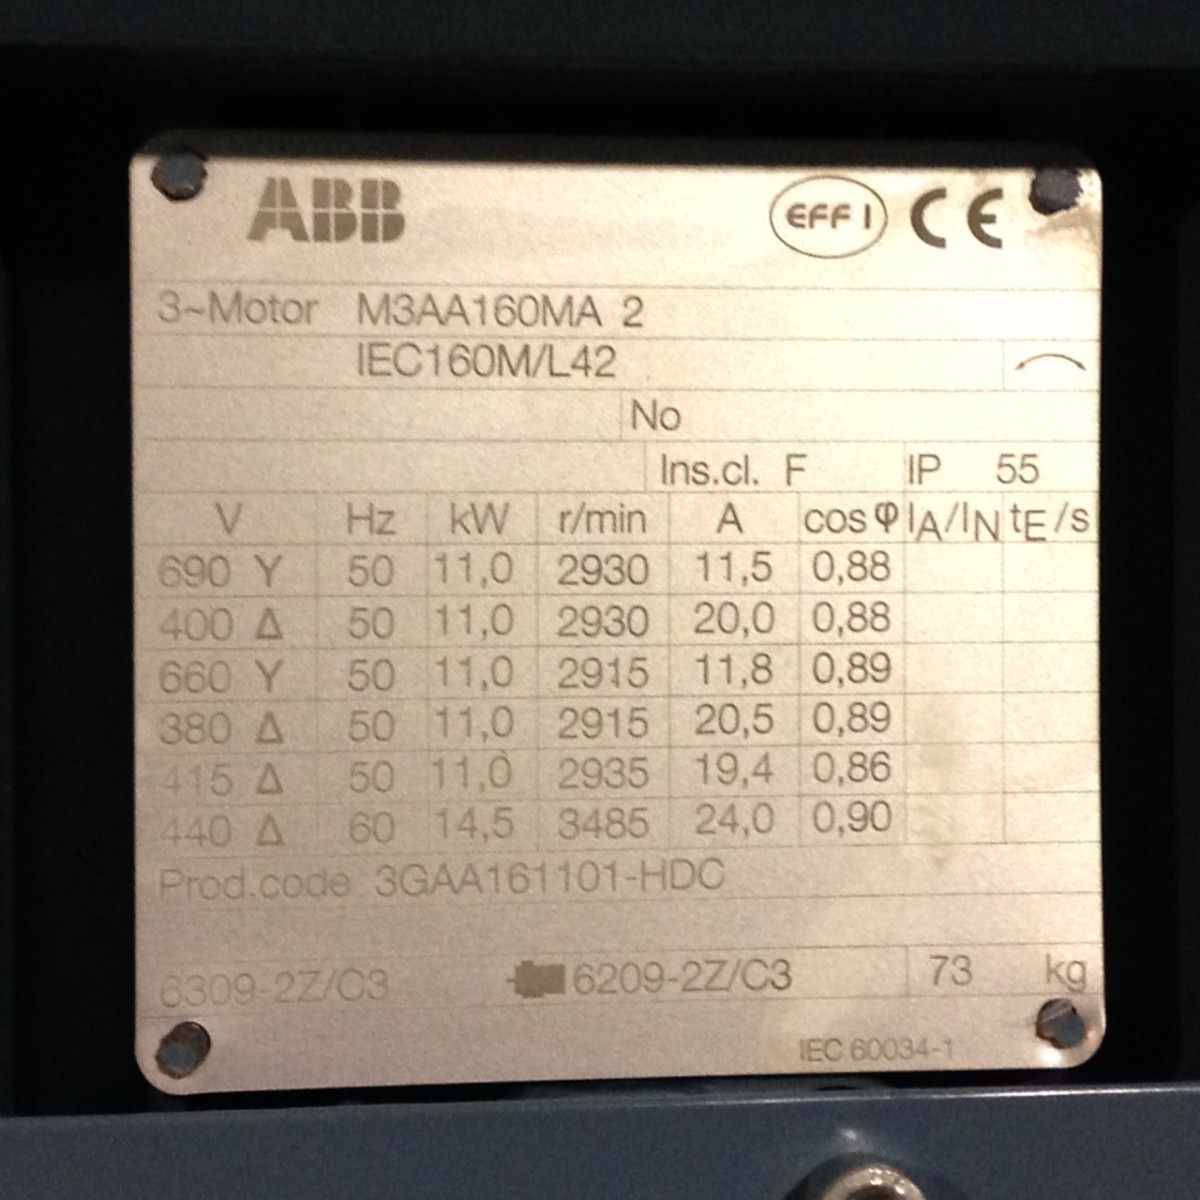 ABB EFF I CE
3~Motor M3AA160MA 2
IEC160M/L42
No
Ins.cl. F IP 55
V Hz kW r/min A cos φ IA/IN tE/s
690 Y 50 11,0 2930 11,5 0,88
400 Δ 50 11,0 2930 20,0 0,88
660 Y 50 11,0 2915 11,8 0,89
380 Δ 50 11,0 2915 20,5 0,89
415 Δ 50 11,0 2935 19,4 0,86
440 Δ 60 14,5 3485 24,0 0,90
Prod.code 3GAA161101-HDC
6309-2Z/C3 6209-2Z/C3 73 kg
IEC 60034-1